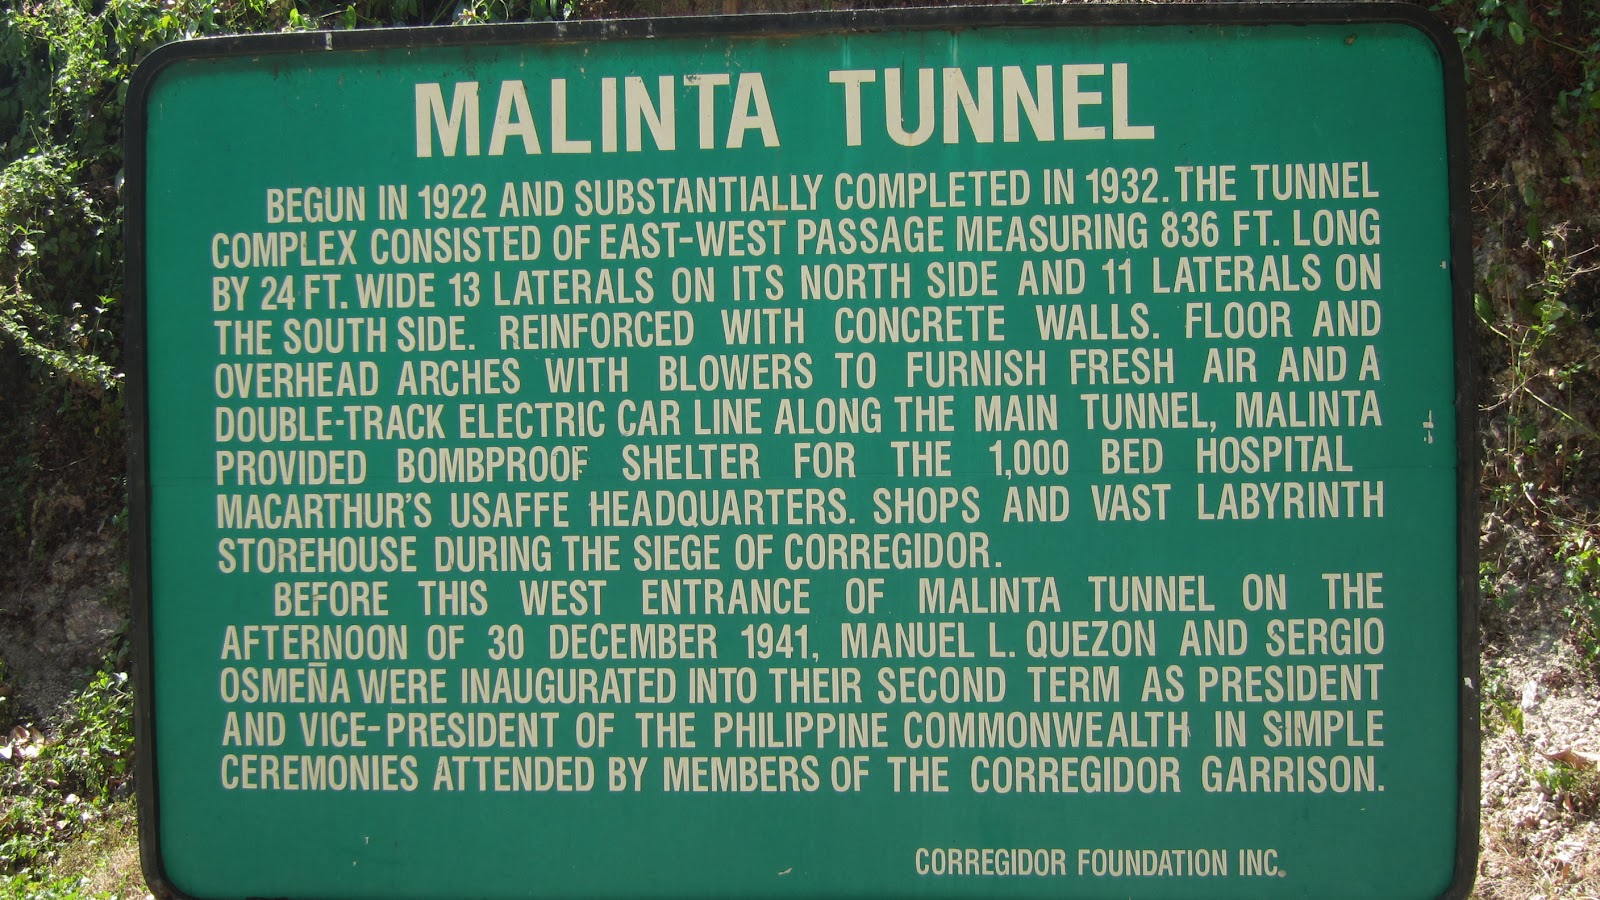 MALINTA TUNNEL
BEGUN IN 1922 AND SUBSTANTIALLY COMPLETED IN 1932. THE TUNNEL
COMPLEX CONSISTED OF EAST-WEST PASSAGE MEASURING 836 FT. LONG
BY 24 FT. WIDE 13 LATERALS ON ITS NORTH SIDE AND 11 LATERALS ON
THE SOUTH SIDE. REINFORCED WITH CONCRETE WALLS. FLOOR AND
OVERHEAD ARCHES WITH BLOWERS TO FURNISH FRESH AIR AND A
DOUBLE-TRACK ELECTRIC CAR LINE ALONG THE MAIN TUNNEL, MALINTA
PROVIDED BOMBPROOF SHELTER FOR THE 1,000 BED HOSPITAL
MACARTHUR'S USAFFE HEADQUARTERS. SHOPS AND VAST LABYRINTH
STOREHOUSE DURING THE SIEGE OF CORREGIDOR.
BEFORE THIS WEST ENTRANCE OF MALINTA TUNNEL ON THE
AFTERNOON OF 30 DECEMBER 1941, MANUEL L. QUEZON AND SERGIO
OSMEÑA WERE INAUGURATED INTO THEIR SECOND TERM AS PRESIDENT
AND VICE-PRESIDENT OF THE PHILIPPINE COMMONWEALTH IN SIMPLE
CEREMONIES ATTENDED BY MEMBERS OF THE CORREGIDOR GARRISON.
CORREGIDOR FOUNDATION INC.